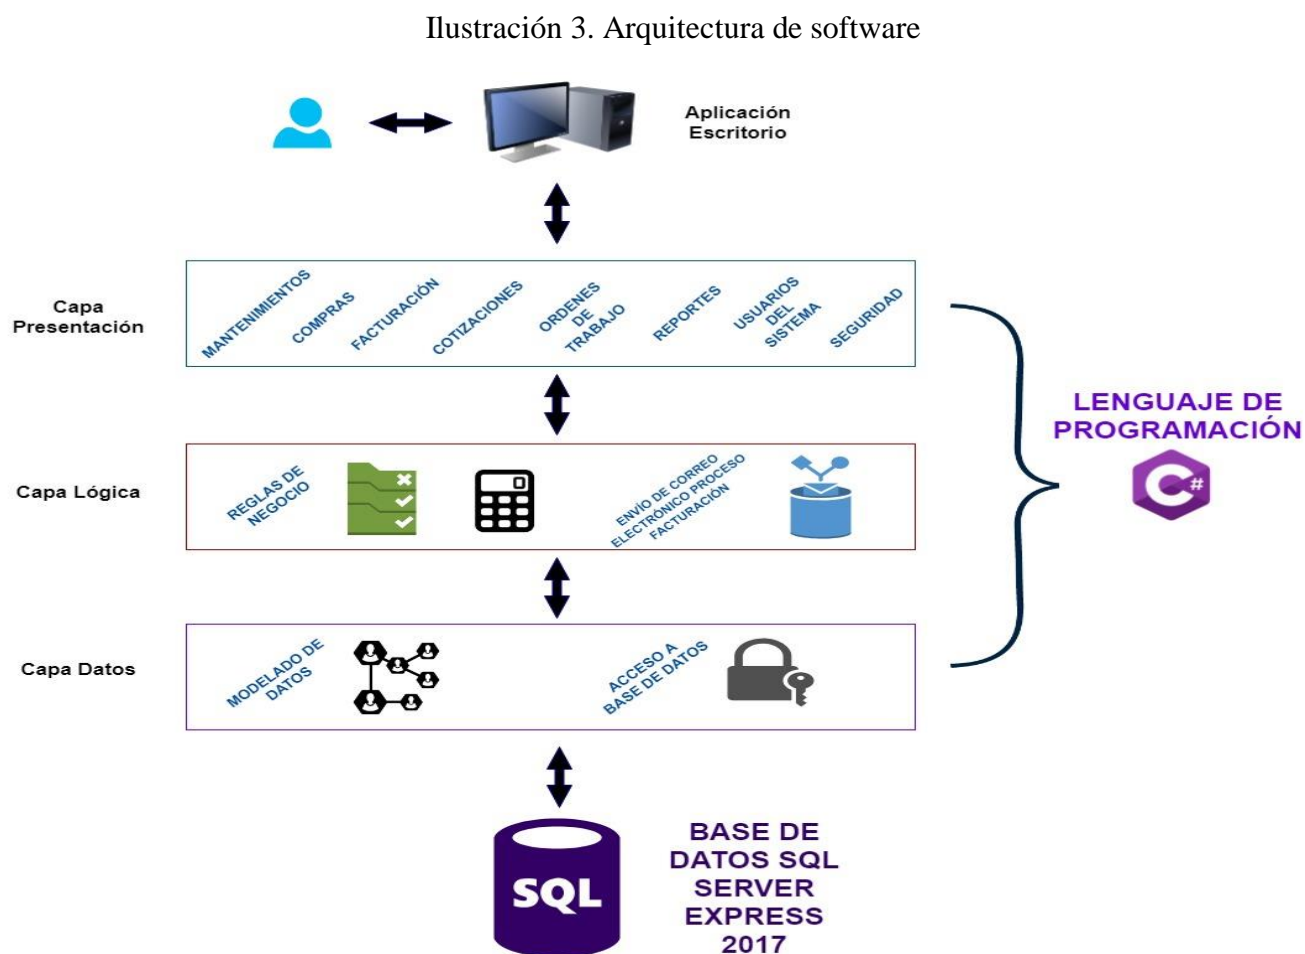 Ilustración 3. Arquitectura de software
Aplicación
Escritorio
Capa
Presentación
MANTENIMIENTOS
COMPRAS
FACTURACIÓN
COTIZACIONES
ORDENES
DE
TRABAJO
REPORTES
USUARIOS
DEL
SISTEMA
SEGURIDAD
LENGUAJE DE
PROGRAMACIÓN
C#
Capa Lógica
REGLAS DE
NEGOCIO
0
ENVÍO DE CORREO
ELECTRÓNICO PROCESO
FACTURACIÓN
Capa Datos
MODELADO DE
DATOS
ACCESO A
BASE DE DATOS
SQL
BASE DE
DATOS SQL
SERVER
EXPRESS
2017